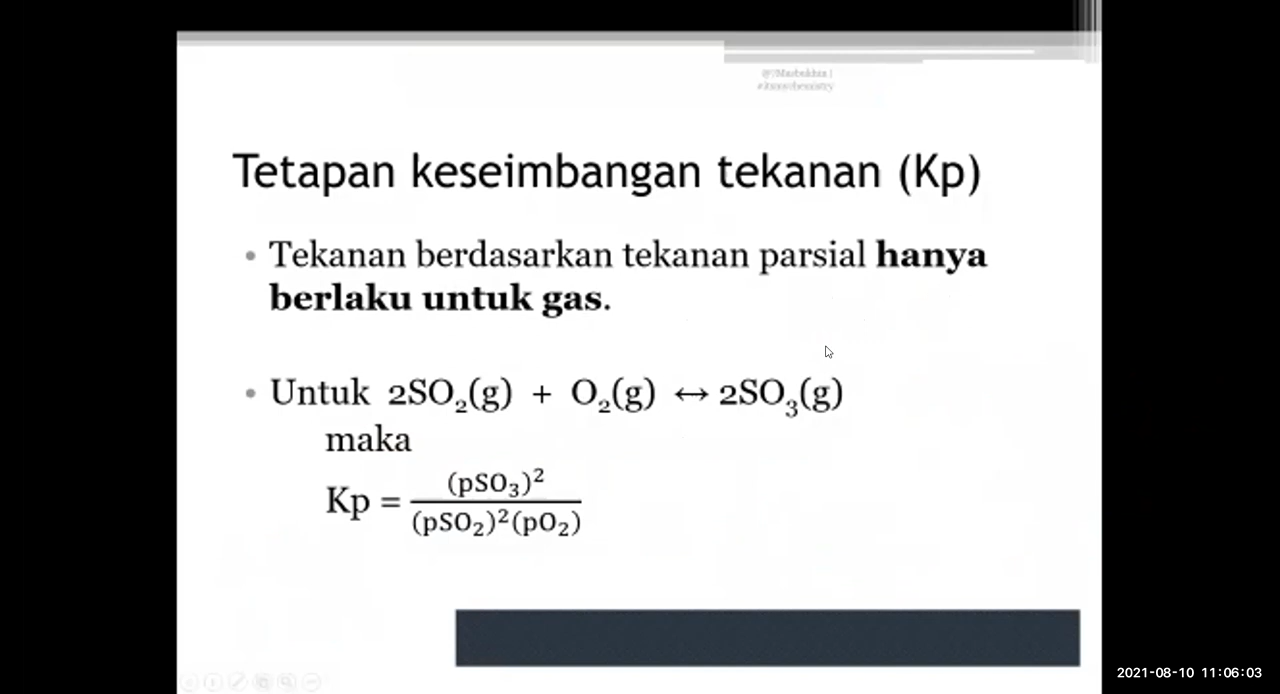 Tetapan keseimbangan tekanan (Kp)
• Tekanan berdasarkan tekanan parsial hanya
berlaku untuk gas.
• Untuk 2SO₂(g) + O₂(g) ↔ 2SO₃(g)
maka
Kp = (pSO₃)² / (pSO₂)²(pO₂)
2021-08-10 11:06:03